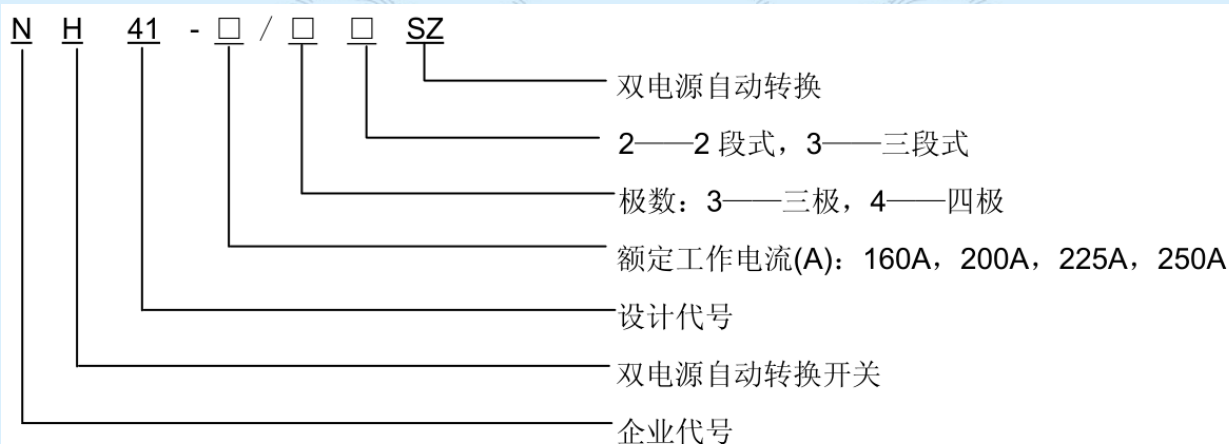 N H 41 - □ / □ □ SZ
双电源自动转换
2——2 段式，3——三段式
极数：3——三极，4——四极
额定工作电流(A)：160A，200A，225A，250A
设计代号
双电源自动转换开关
企业代号